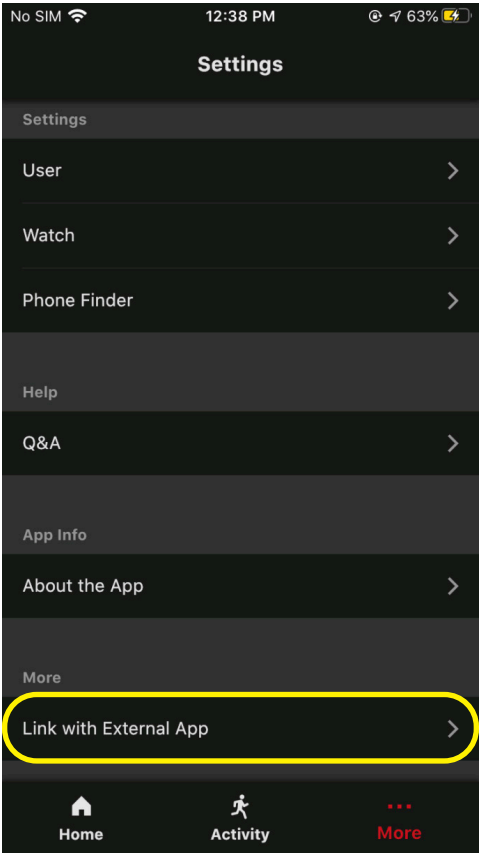 No SIM 12:38 PM 63%
Settings
Settings
User
Watch
Phone Finder
Help
Q&A
App Info
About the App
More
Link with External App
Home Activity More